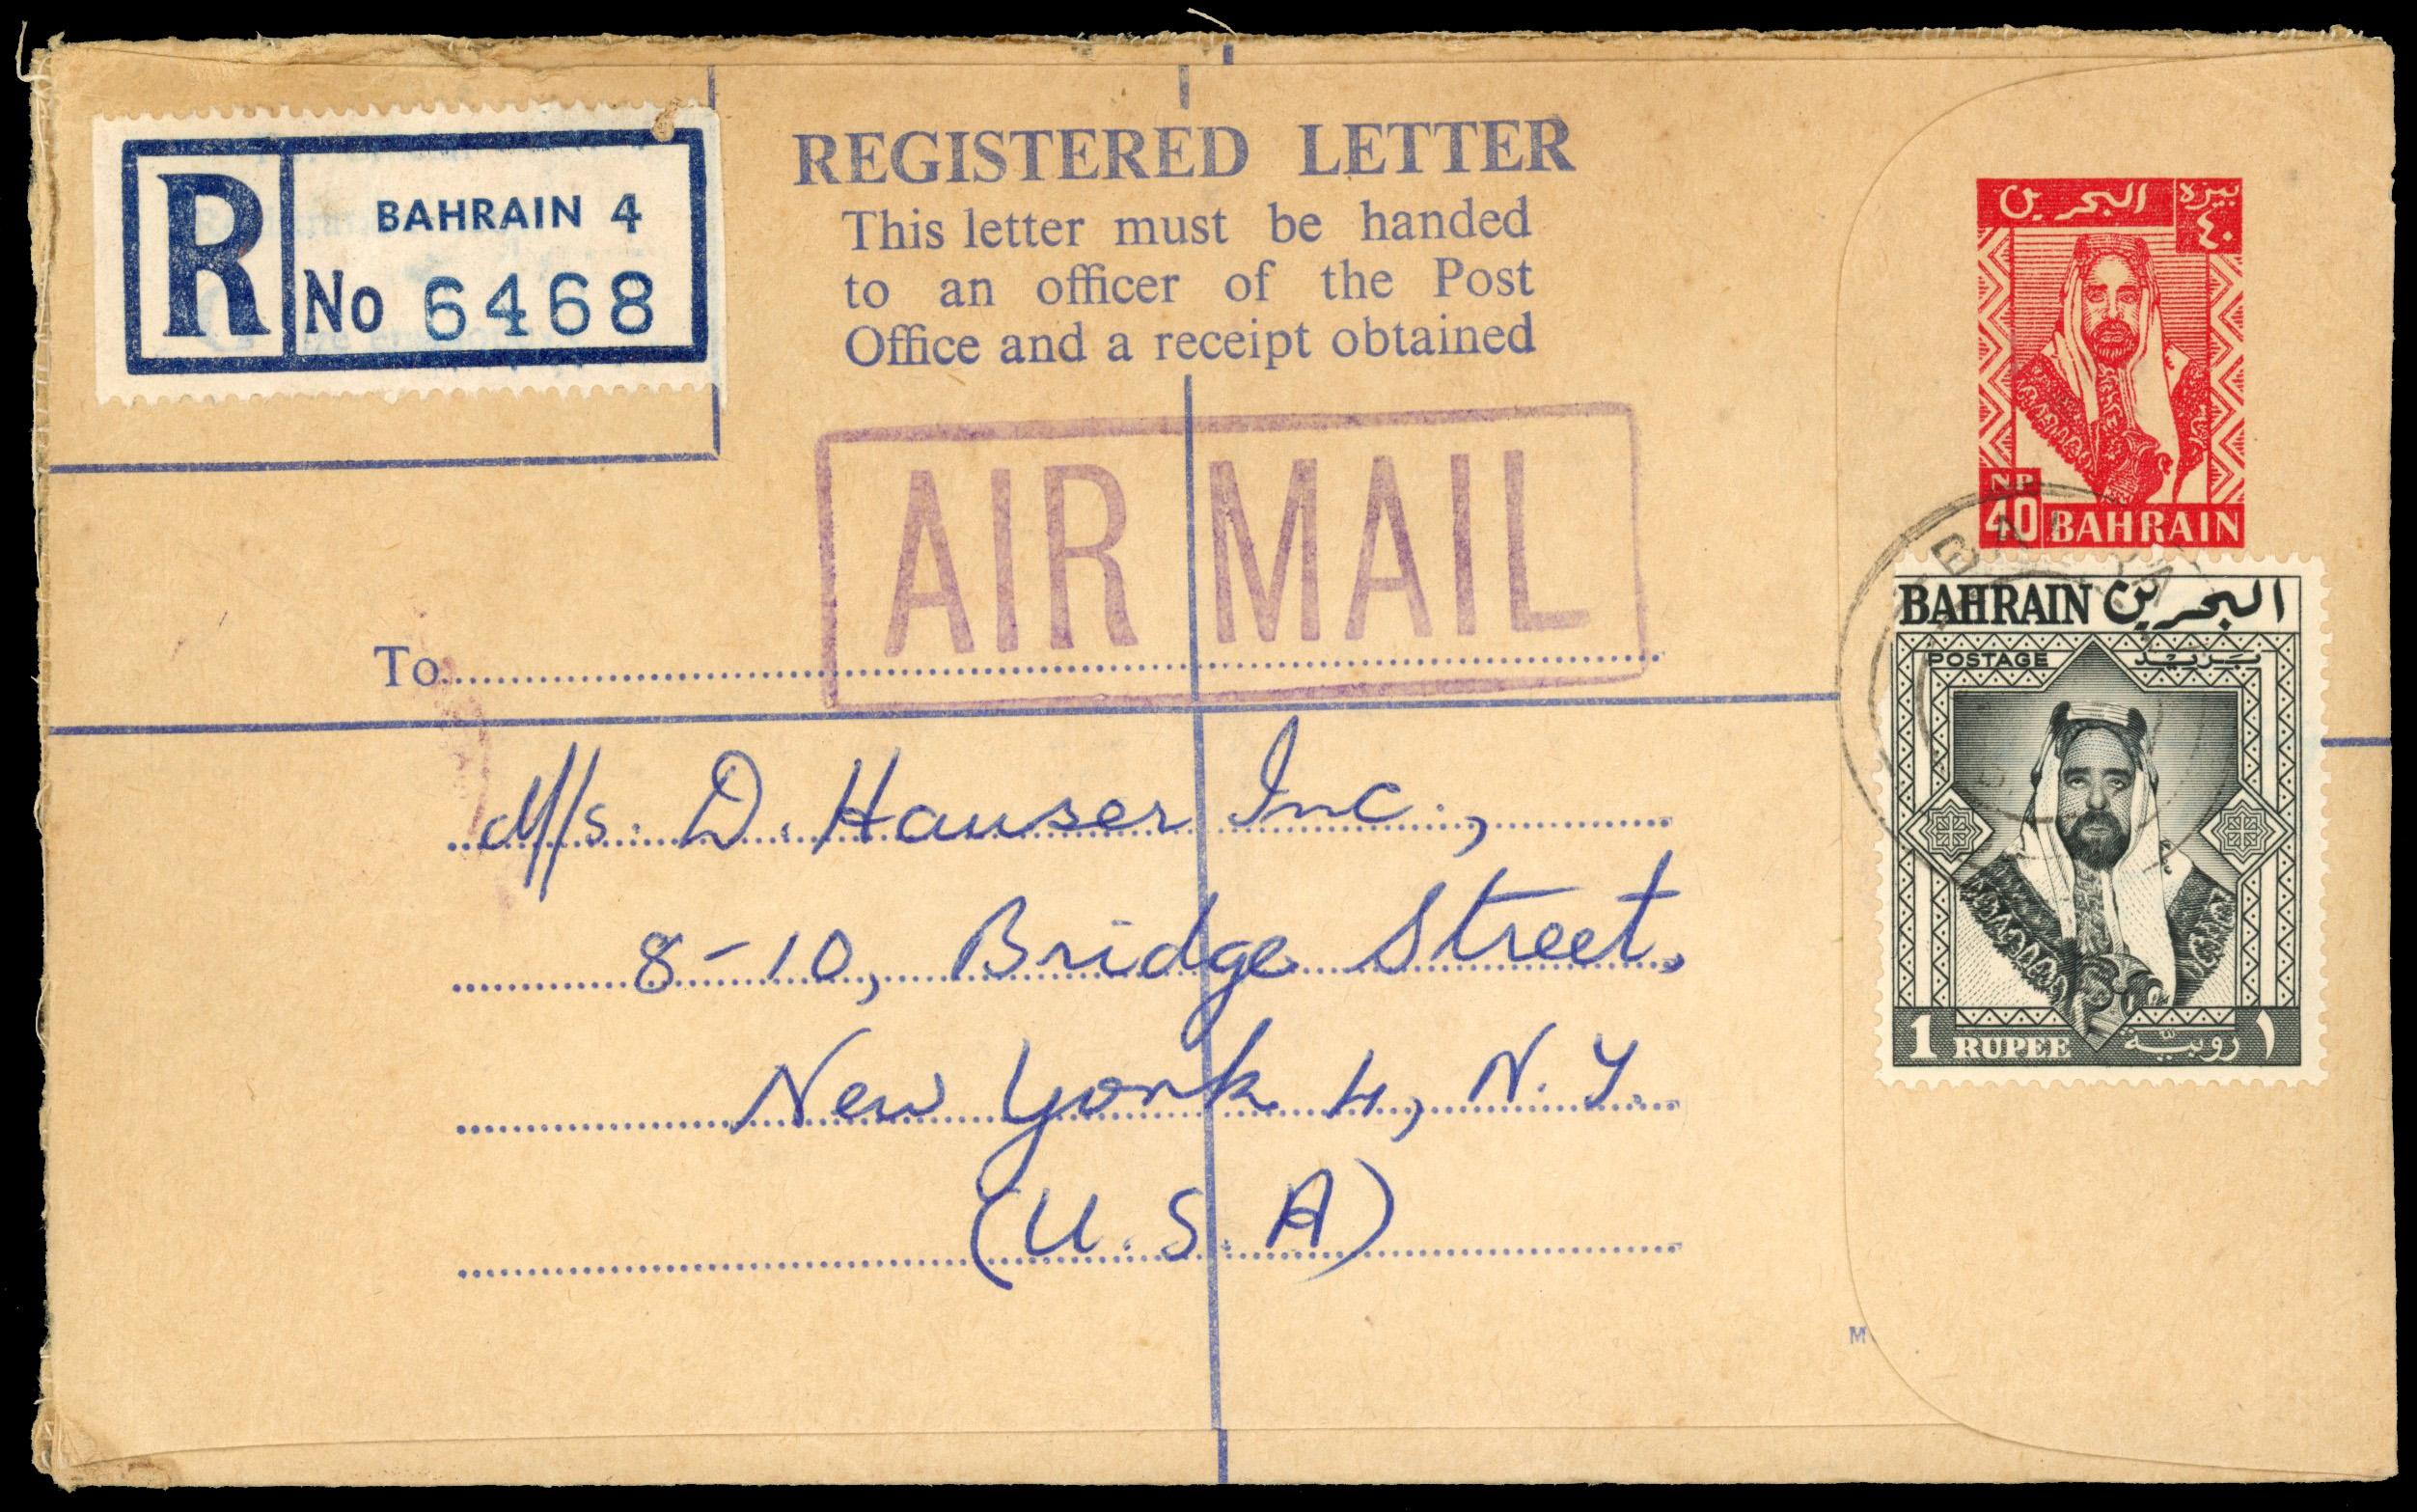 R
BAHRAIN 4
No 6468
REGISTERED LETTER
This letter must be handed
to an officer of the Post
Office and a receipt obtained
AIR MAIL
البحرين
بيزه
٤٠
NP
40 BAHRAIN
BAHRAIN البحرين
POSTAGE بريد
1 RUPEE روبية ١
To
M/s. D. Hauser Inc.,
8-10, Bridge Street,
New York 4, N.Y.
(U.S.A)
M